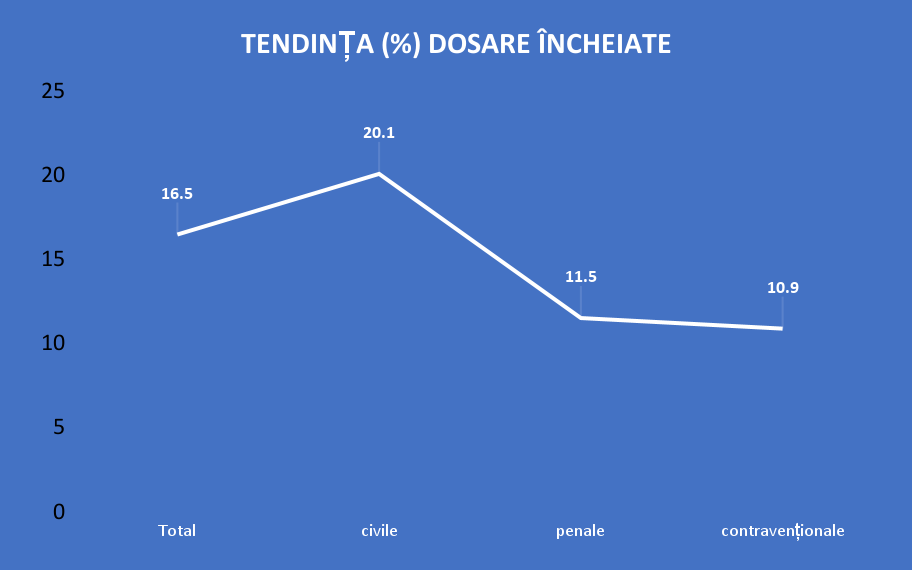 TENDINȚA (%) DOSARE ÎNCHEIATE
25
20
15
10
5
0
16.5
20.1
11.5
10.9
Total
civile
penale
contravenționale